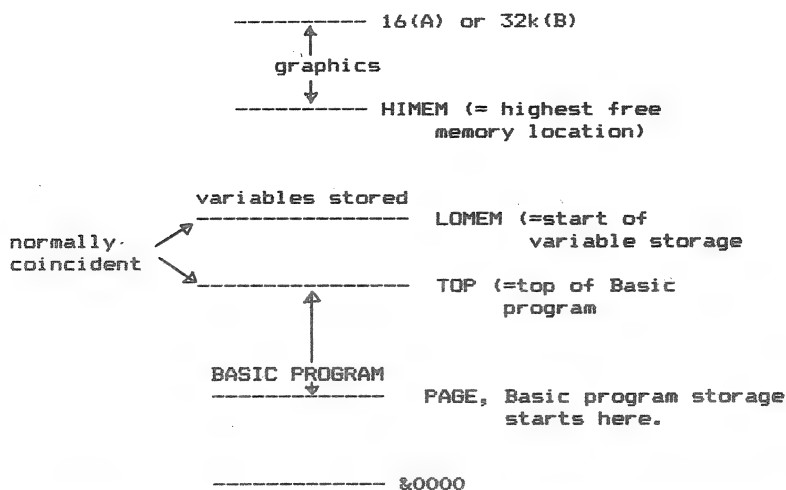 16(A) or 32k(B)
graphics
HIMEM (= highest free
memory location)
variables stored
LOMEM (=start of
variable storage
normally
coincident
TOP (=top of Basic
program
BASIC PROGRAM
PAGE, Basic program storage
starts here.
&0000